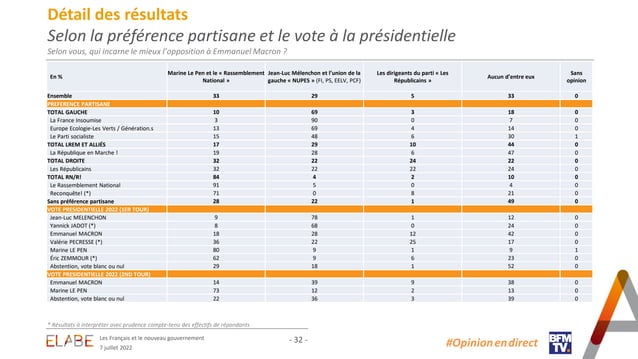 Détail des résultats
Selon la préférence partisane et le vote à la présidentielle
Selon vous, qui incarne le mieux l'opposition à Emmanuel Macron ?
En % Marine Le Pen et le « Rassemblement National » Jean-Luc Mélenchon et l'union de la gauche « NUPES » (FI, PS, EELV, PCF) Les dirigeants du parti « Les Républicains » Aucun d'entre eux Sans opinion
Ensemble 33 29 5 33 0
PREFERENCE PARTISANE
TOTAL GAUCHE 10 69 3 18 0
La France Insoumise 3 90 0 7 0
Europe Ecologie-Les Verts / Génération.s 13 69 4 14 0
Le Parti socialiste 15 48 6 30 1
TOTAL LREM ET ALLIÉS 17 29 10 44 0
La République en Marche ! 19 28 6 47 0
TOTAL DROITE 32 22 24 22 0
Les Républicains 32 22 22 24 0
TOTAL RN/R! 84 4 2 10 0
Le Rassemblement National 91 5 0 4 0
Reconquête! (*) 71 0 8 21 0
Sans préférence partisane 28 22 1 49 0
VOTE PRESIDENTIELLE 2022 (1ER TOUR)
Jean-Luc MELENCHON 9 78 1 12 0
Yannick JADOT (*) 8 68 0 24 0
Emmanuel MACRON 18 28 12 42 0
Valérie PECRESSE (*) 36 22 25 17 0
Marine LE PEN 80 9 1 9 1
Éric ZEMMOUR (*) 62 9 6 23 0
Abstention, vote blanc ou nul 29 18 1 52 0
VOTE PRESIDENTIELLE 2022 (2ND TOUR)
Emmanuel MACRON 14 39 9 38 0
Marine LE PEN 73 12 2 13 0
Abstention, vote blanc ou nul 22 36 3 39 0
* Résultats à interpréter avec prudence compte-tenu des effectifs de répondants
ELABE Les Français et le nouveau gouvernement
7 juillet 2022
- 32 -
#Opinion en direct
BFM TV.